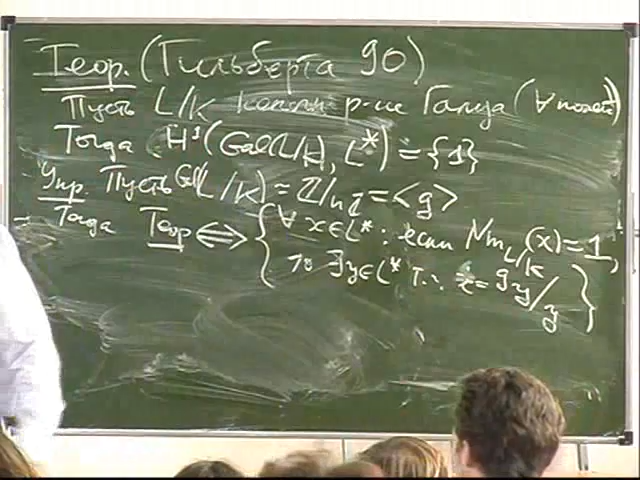 Теор. (Гильберта 90)
Пусть L/K конечн. р-ие Галуа (∀ полей)
Тогда H¹(Gal(L/K), L*) = {1}
Упр. Пусть Gal(L/K) = ℤ/nℤ = <g>
Тогда Теор ⟺ { ∀ x∈L* : если Nm_{L/K}(x) = 1,
то ∃ y∈L* т.ч. x = gy/y }